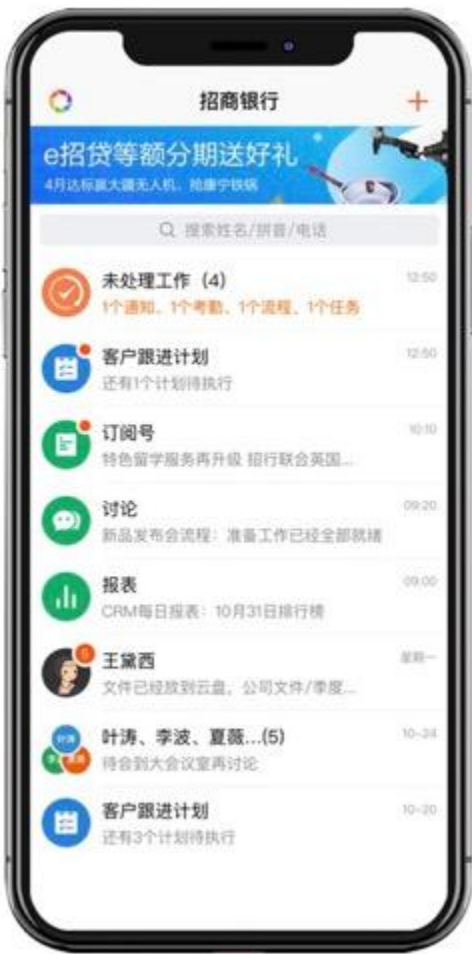 招商银行
e招贷等额分期送好礼
4月达标赢大疆无人机、抢康宁铁锅
搜索姓名/拼音/电话
未处理工作（4）
12:50
1个通知、1个考勤、1个流程、1个任务
客户跟进计划
12:50
还有1个计划待执行
订阅号
10:10
特色留学服务再升级 招行联合英国...
讨论
09:20
新品发布会流程：准备工作已经全部就绪
报表
09:00
CRM每日报表：10月31日排行榜
5
王黛西
星期一
文件已经放到云盘，公司文件/季度...
叶涛
叶涛、李波、夏薇...(5)
10-24
待会到大会议室再讨论
客户跟进计划
10-20
还有3个计划待执行